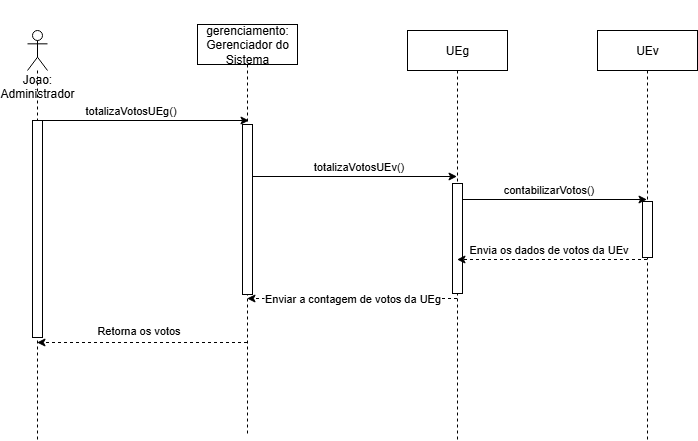 gerenciamento:
Gerenciador do
Sistema
UEg
UEv
Joao:
Administrador
totalizaVotosUEg()
totalizaVotosUEv()
contabilizarVotos()
Envia os dados de votos da UEv
Enviar a contagem de votos da UEg
Retorna os votos